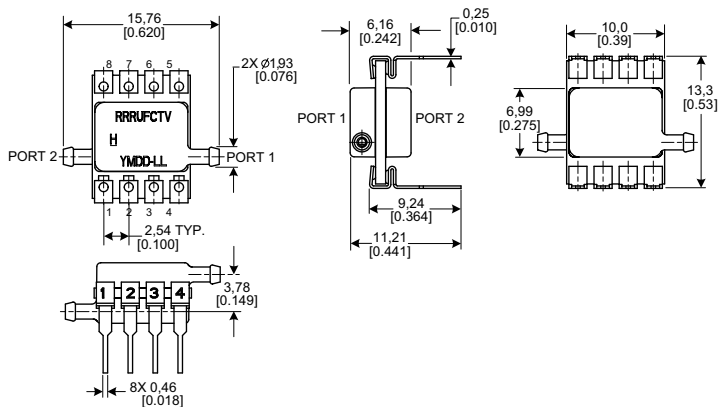 15,76
[0.620]
8 7 6 5
2X Ø1,93
[0.076]
RRRUFCTV
H
YMDD-LL
PORT 2
PORT 1
1 2 3 4
2,54 TYP.
[0.100]
6,16
[0.242]
0,25
[0.010]
PORT 1
PORT 2
9,24
[0.364]
11,21
[0.441]
10,0
[0.39]
6,99
[0.275]
13,3
[0.53]
1 2 3 4
3,78
[0.149]
8X 0,46
[0.018]